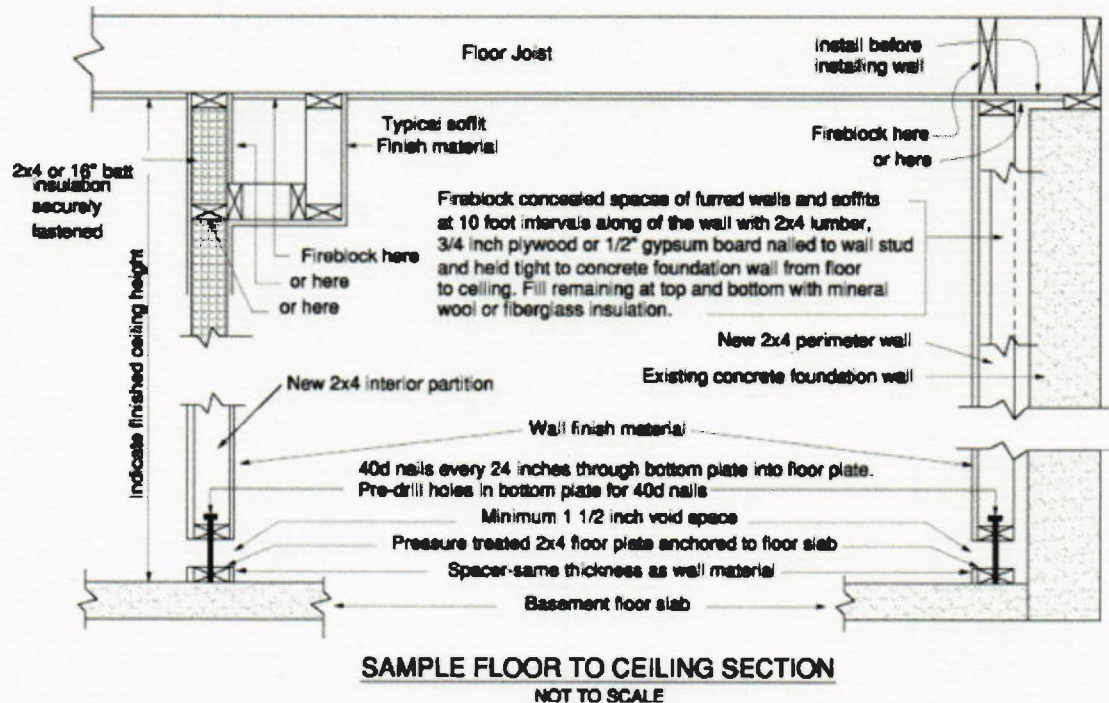 Floor Joist
install before
installing wall
Typical soffit
Finish material
Fireblock here
or here
2x4 or 16" batt
insulation
securely
fastened
Fireblock concealed spaces of furred walls and soffits
at 10 foot intervals along of the wall with 2x4 lumber,
3/4 inch plywood or 1/2" gypsum board nailed to wall stud
and held tight to concrete foundation wall from floor
to ceiling. Fill remaining at top and bottom with mineral
wool or fiberglass insulation.
Fireblock here
or here
or here
Indicate finished ceiling height
New 2x4 perimeter wall
Existing concrete foundation wall
New 2x4 interior partition
Wall finish material
40d nails every 24 inches through bottom plate into floor plate.
Pre-drill holes in bottom plate for 40d nails
Minimum 1 1/2 inch void space
Pressure treated 2x4 floor plate anchored to floor slab
Spacer-same thickness as wall material
Basement floor slab
SAMPLE FLOOR TO CEILING SECTION
NOT TO SCALE